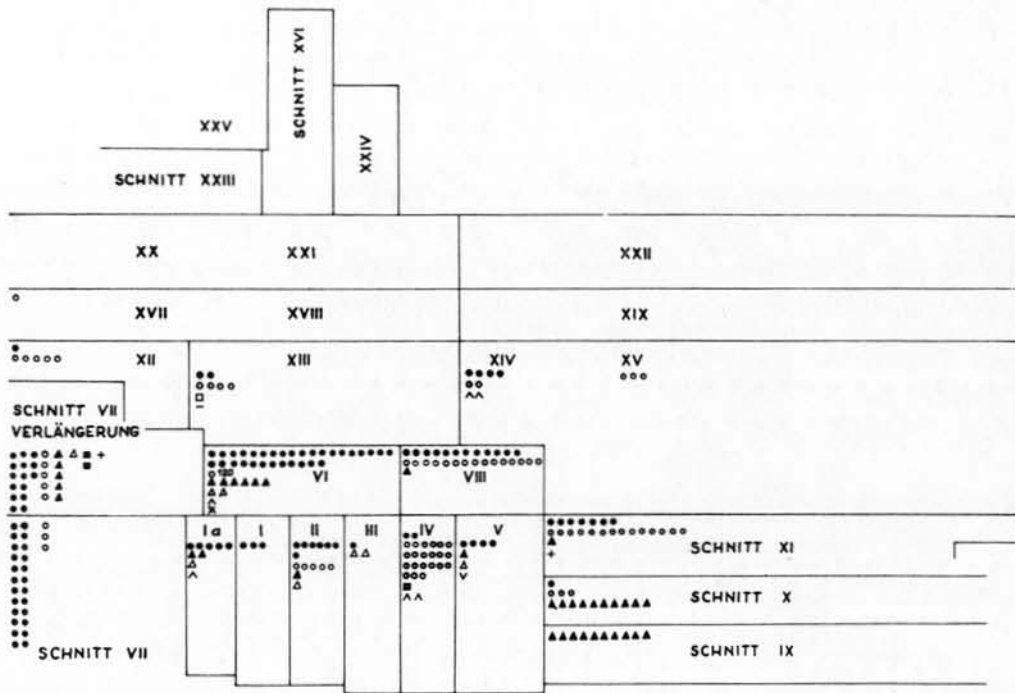 SCHNITT XVI
XXV
XXIV
SCHNITT XXIII
XX
XXI
XXII
XVII
XVIII
XIX
XII
XIII
XIV
XV
SCHNITT VII
VERLÄNGERUNG
VI
VIII
I a
I
II
III
IV
V
SCHNITT XI
SCHNITT X
SCHNITT VII
SCHNITT IX